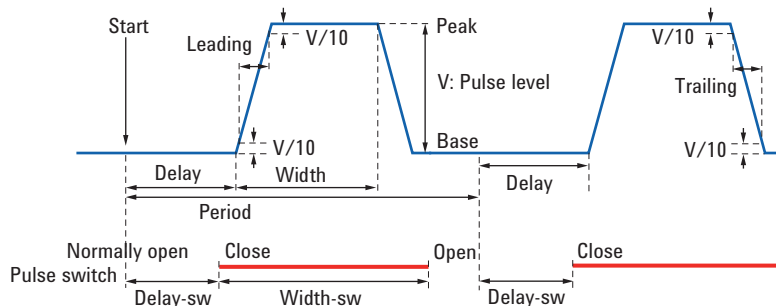 Start
Leading
V/10
Peak
V/10
V: Pulse level
Trailing
V/10
Base
V/10
Delay
Width
Delay
Period
Normally open
Close
Open
Close
Pulse switch
Delay-sw
Width-sw
Delay-sw